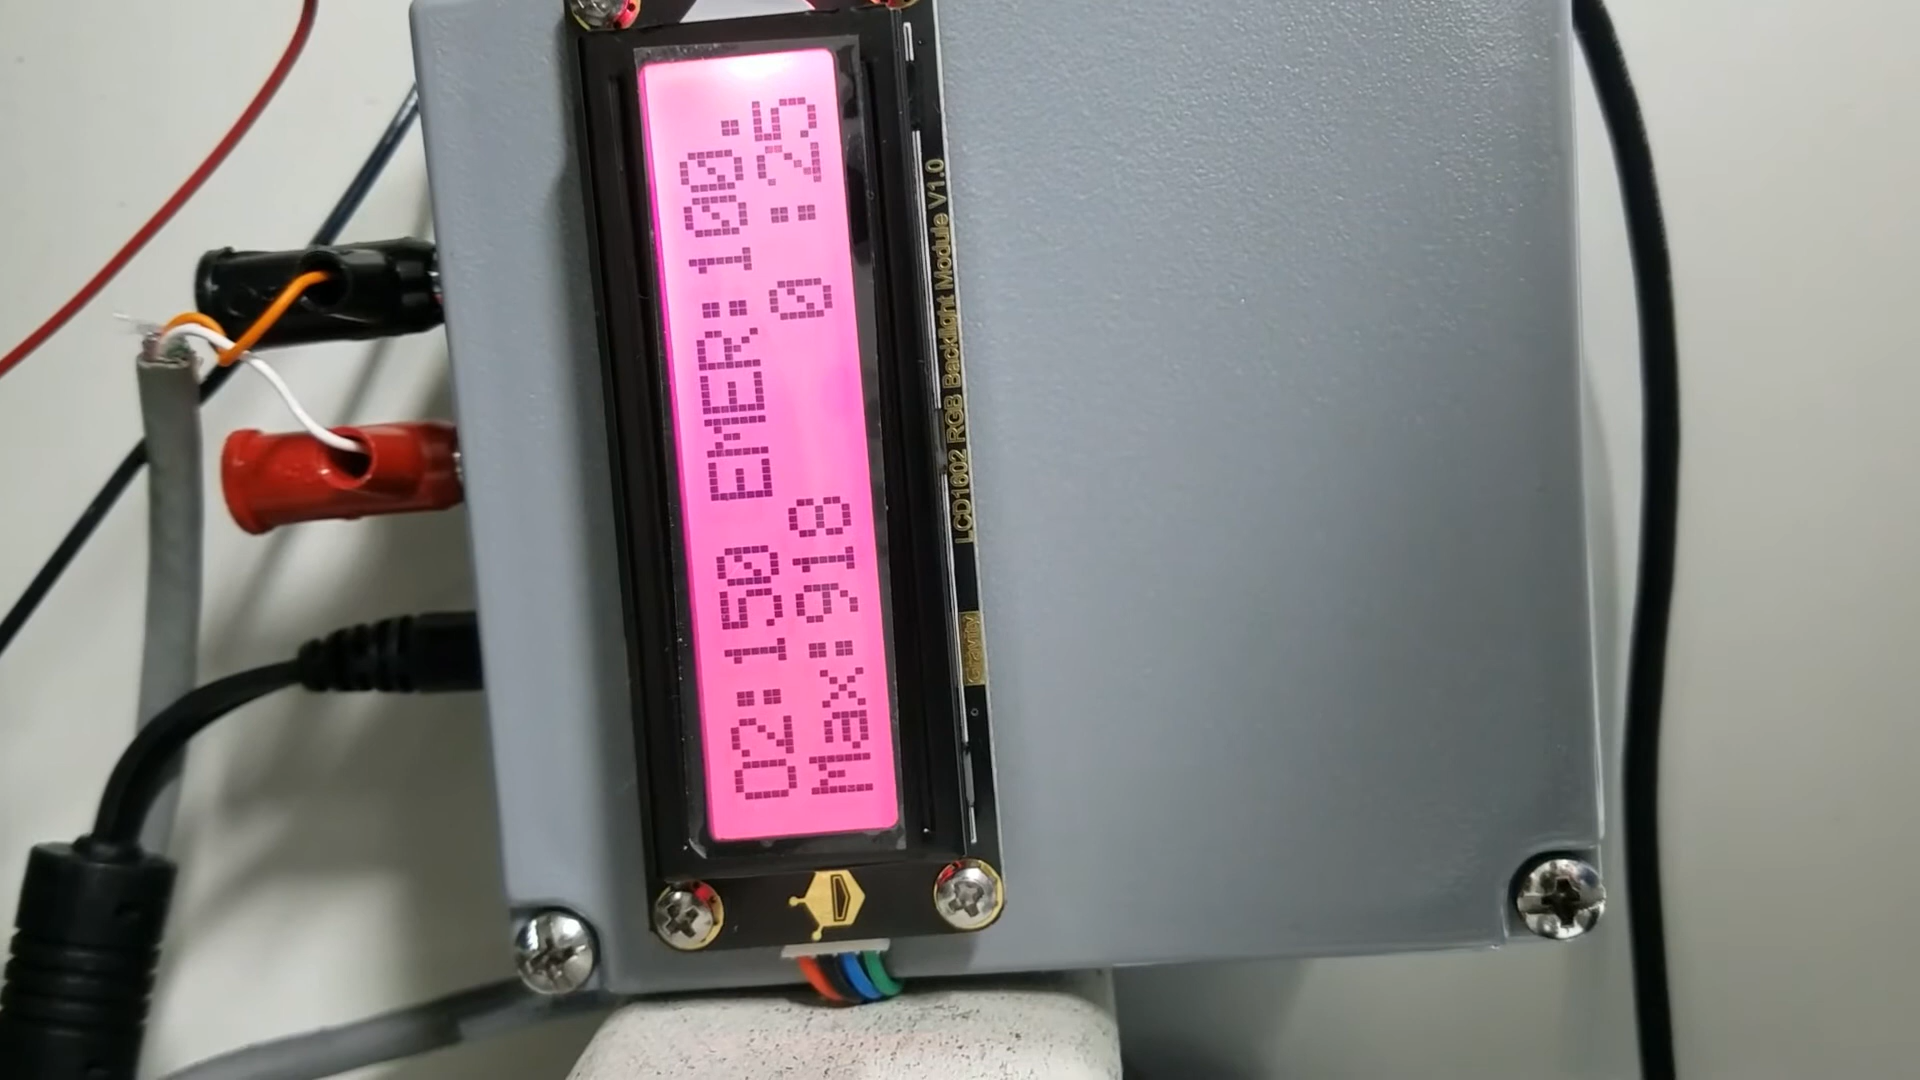 O2:150 EMER:100.
Max:918 0 :25
LCD1602 RGB Backlight Module V1.0
Gravity